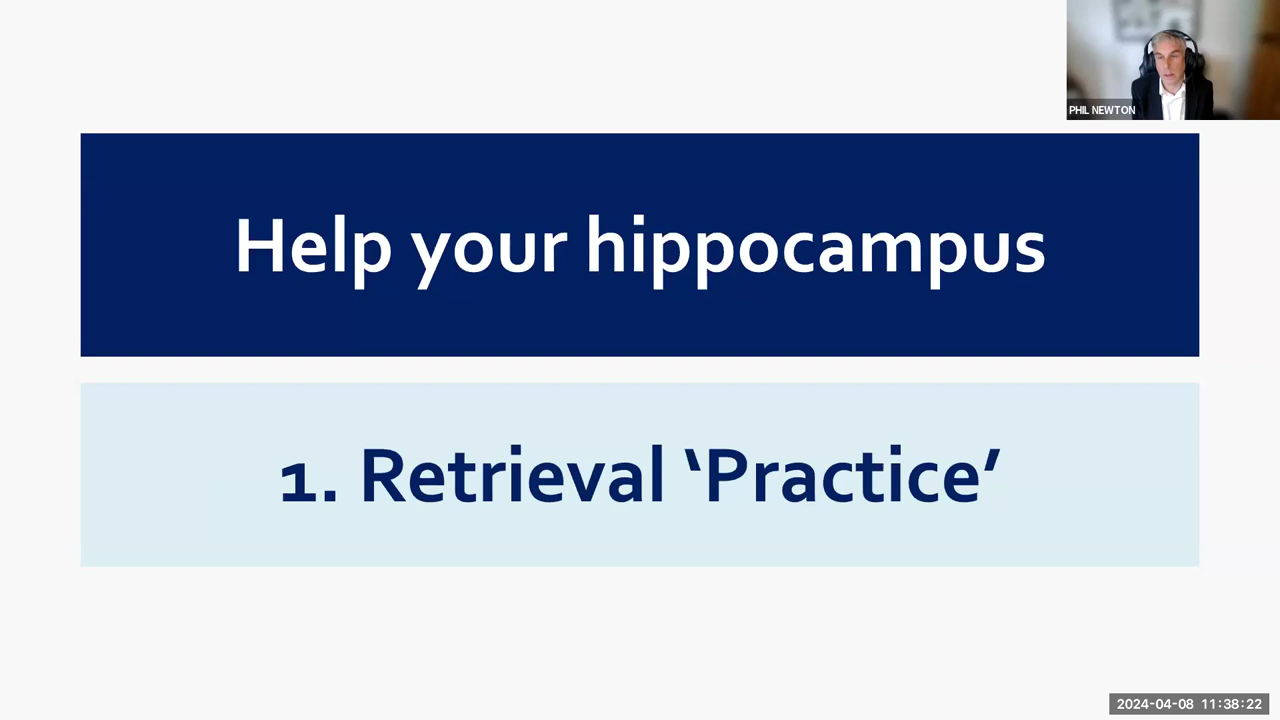 PHIL NEWTON
Help your hippocampus
1. Retrieval ‘Practice’
2024-04-08 11:38:22